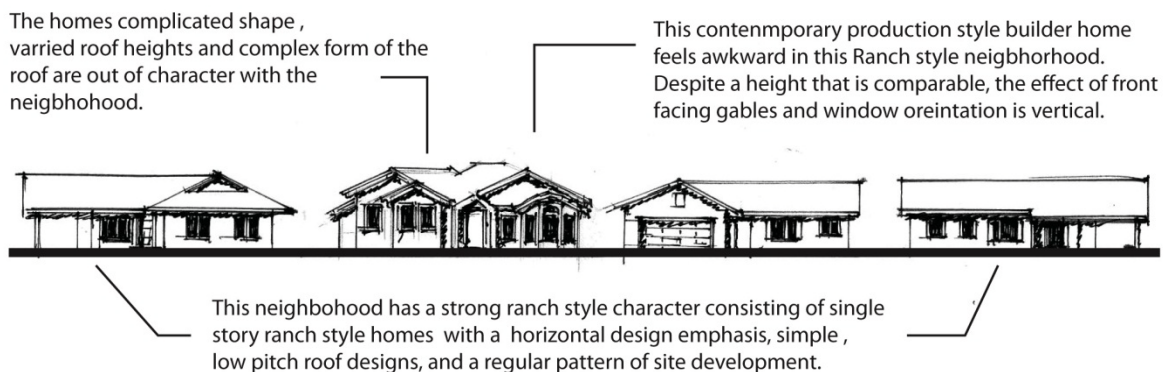 The homes complicated shape ,
varried roof heights and complex form of the
roof are out of character with the
neigbhohood.
This contenmporary production style builder home
feels awkward in this Ranch style neigbhorhood.
Despite a height that is comparable, the effect of front
facing gables and window oreintation is vertical.
This neighbohood has a strong ranch style character consisting of single
story ranch style homes with a horizontal design emphasis, simple ,
low pitch roof designs, and a regular pattern of site development.